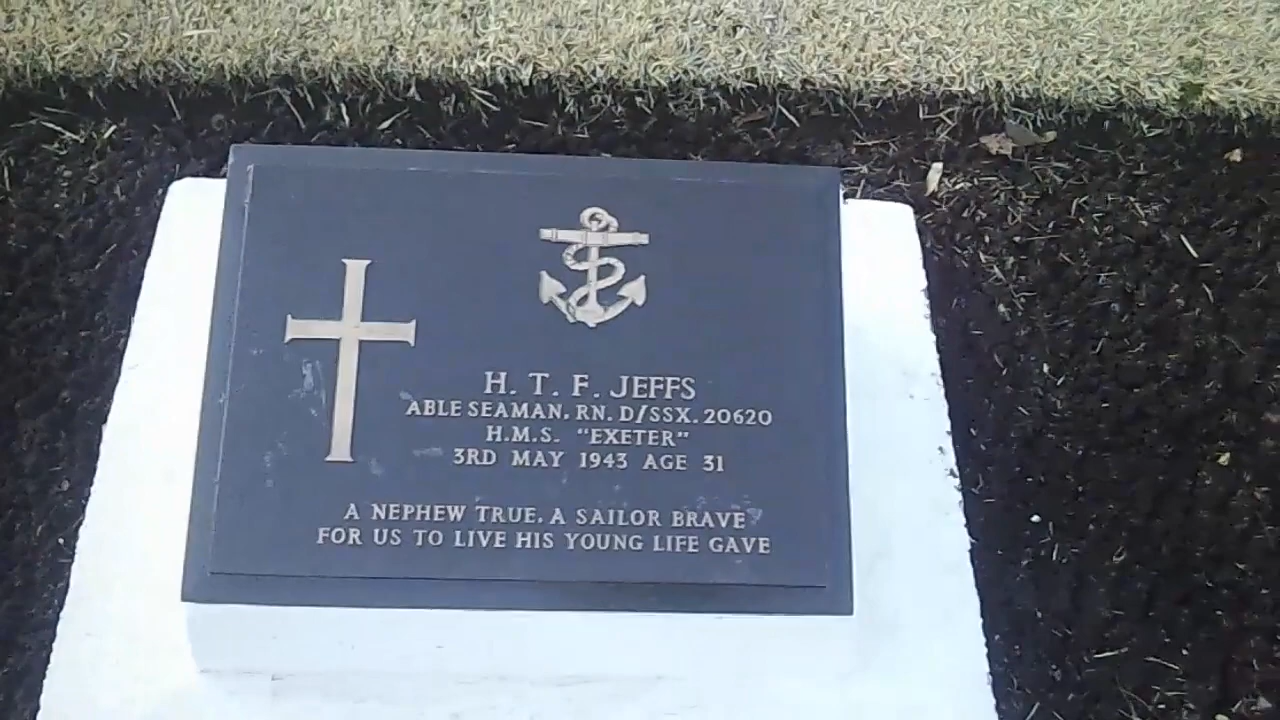 H. T. F. JEFFS
ABLE SEAMAN. RN. D/SSX. 20620
H.M.S. "EXETER"
3RD MAY 1943 AGE 31
A NEPHEW TRUE. A SAILOR BRAVE
FOR US TO LIVE HIS YOUNG LIFE GAVE